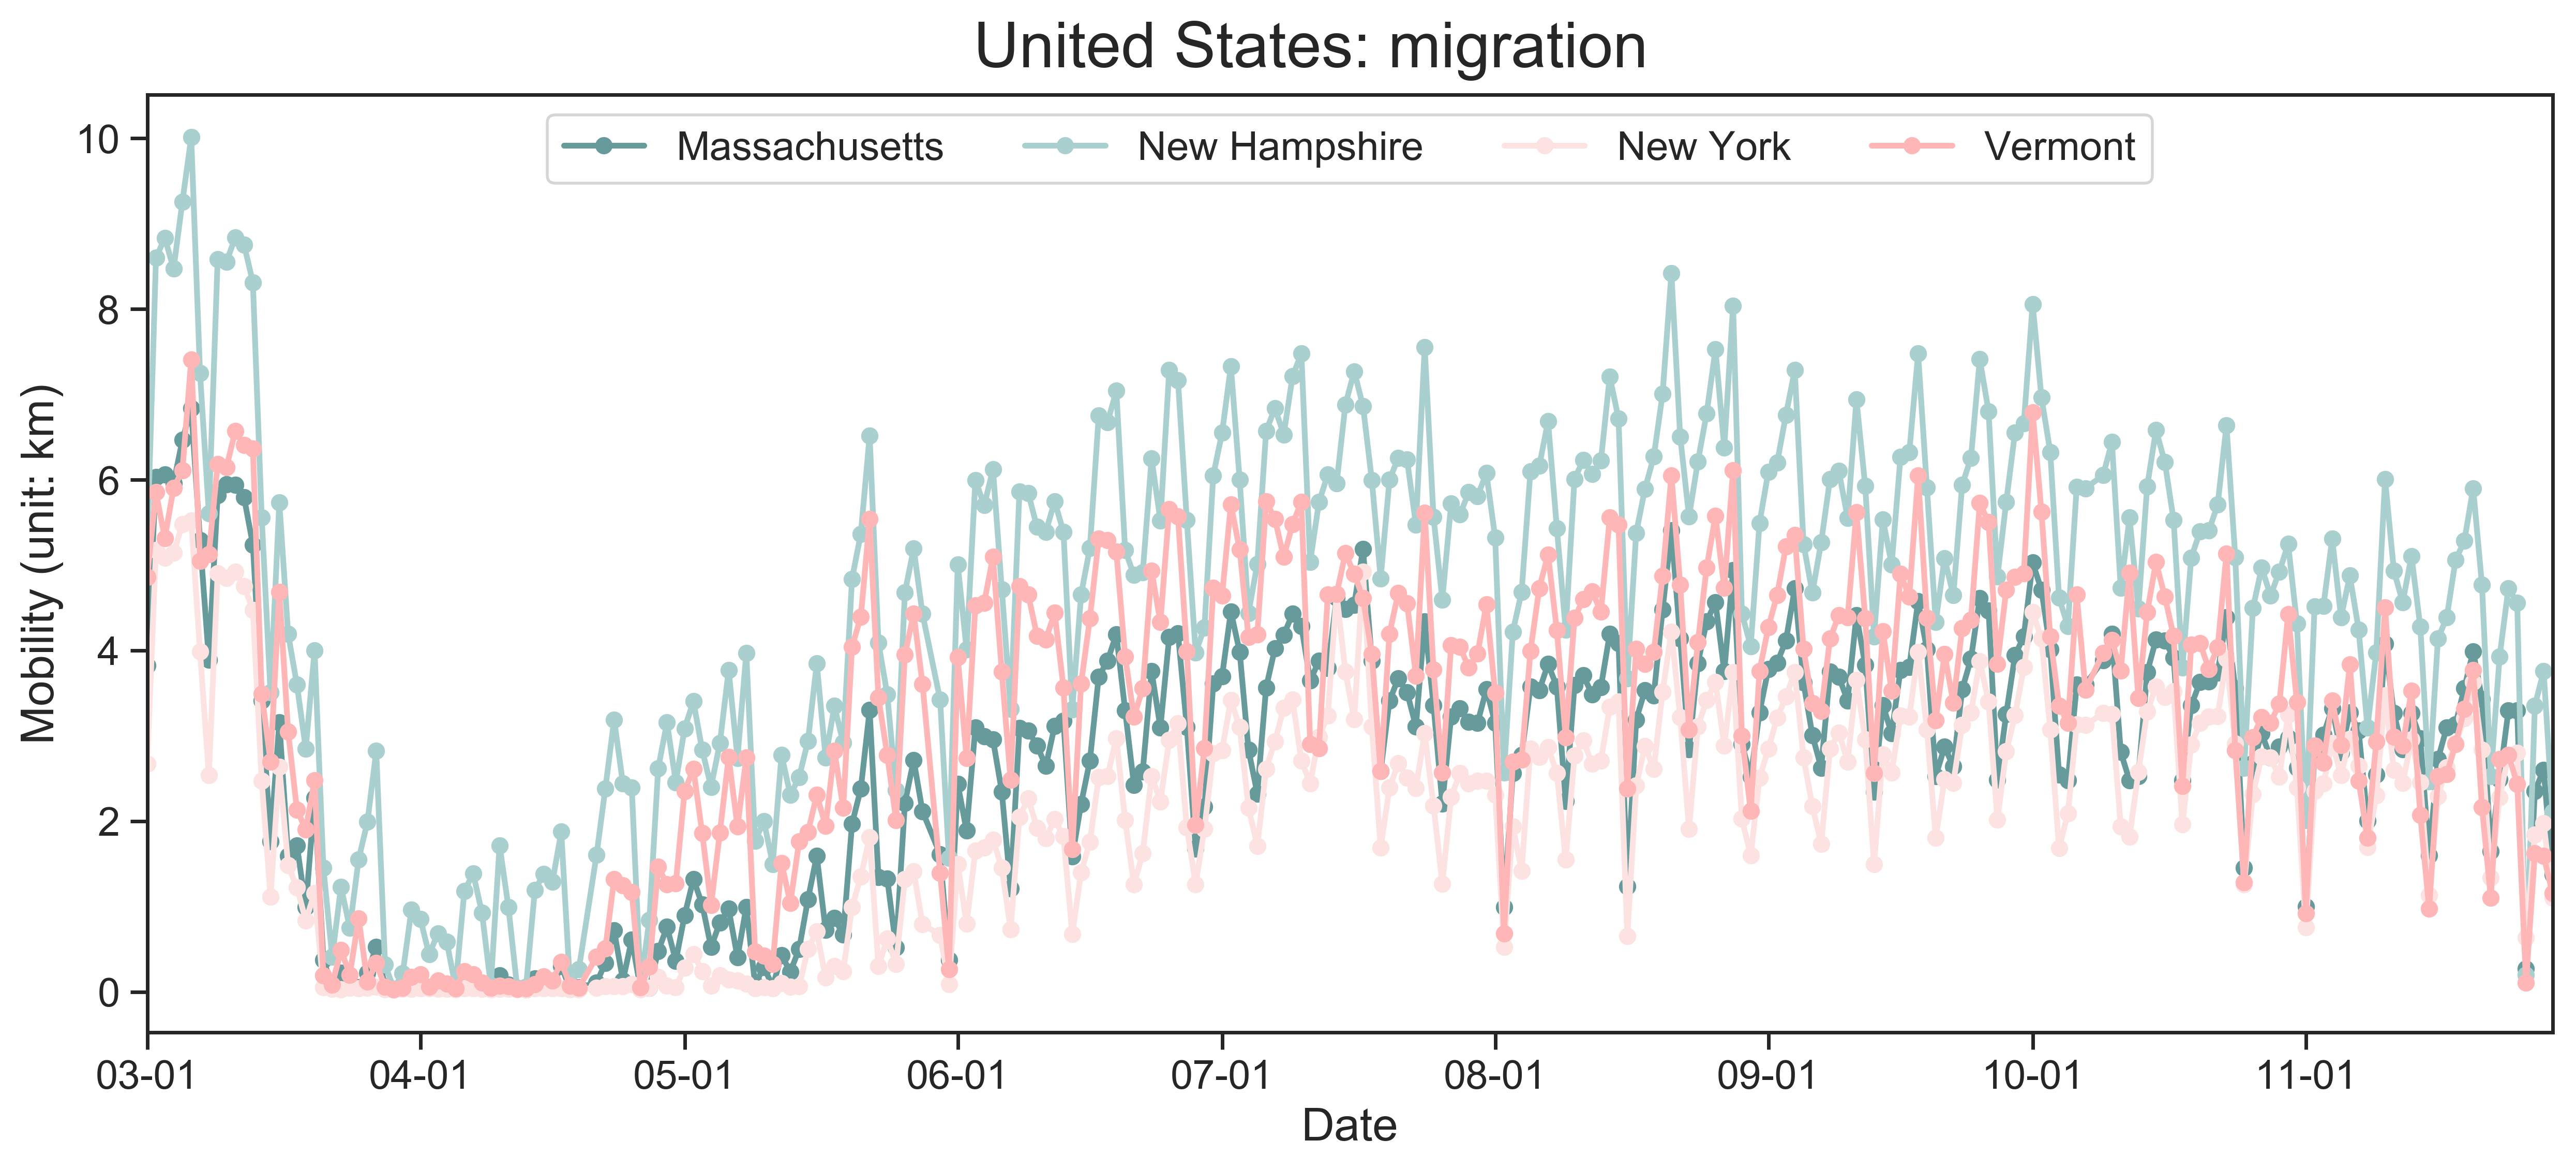 United States: migration
Massachusetts New Hampshire New York Vermont
Mobility (unit: km)
10
8
6
4
2
0
03-01 04-01 05-01 06-01 07-01 08-01 09-01 10-01 11-01
Date